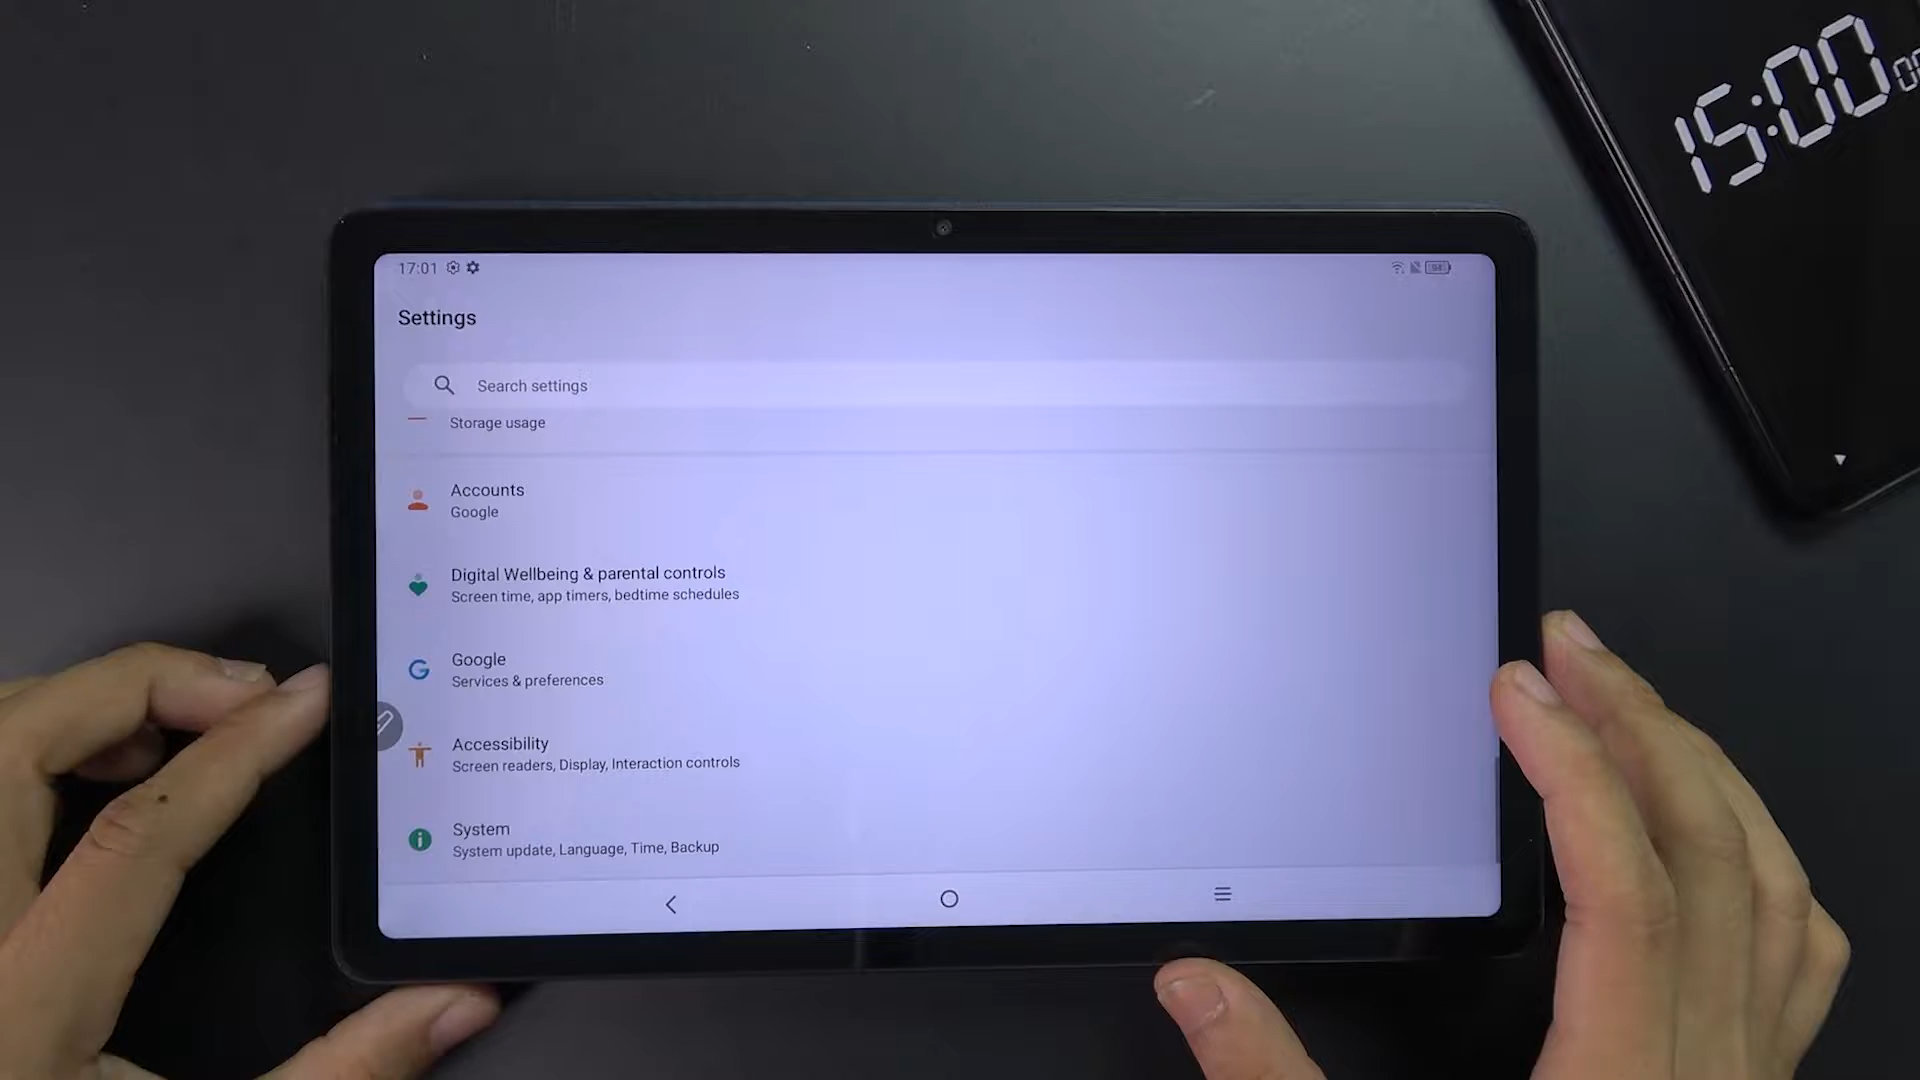 15:00
17:01
Settings
Search settings
Storage usage
Accounts
Google
Digital Wellbeing & parental controls
Screen time, app timers, bedtime schedules
Google
Services & preferences
Accessibility
Screen readers, Display, Interaction controls
System
System update, Language, Time, Backup